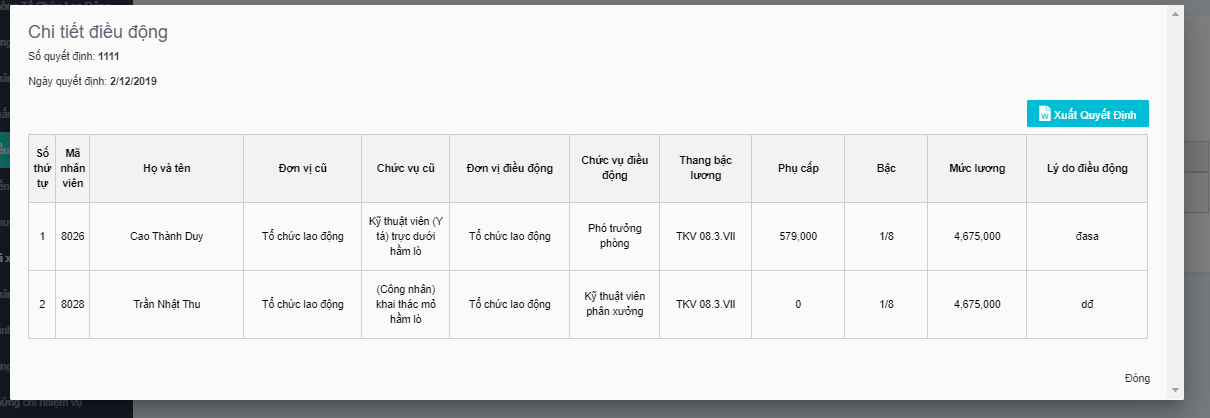 Chi tiết điều động
Số quyết định: 1111
Ngày quyết định: 2/12/2019
Xuất Quyết Định
Số thứ tự Mã nhân viên Họ và tên Đơn vị cũ Chức vụ cũ Đơn vị điều động Chức vụ điều động Thang bậc lương Phụ cấp Bậc Mức lương Lý do điều động
1 8026 Cao Thành Duy Tổ chức lao động Kỹ thuật viên (Y tá) trực dưới hầm lò Tổ chức lao động Phó trưởng phòng TKV 08.3.VII 579,000 1/8 4,675,000 đasa
2 8028 Trần Nhật Thu Tổ chức lao động (Công nhân) khai thác mỏ hầm lò Tổ chức lao động Kỹ thuật viên phân xưởng TKV 08.3.VII 0 1/8 4,675,000 dđ
Đóng
chỉ nhiệm vụ